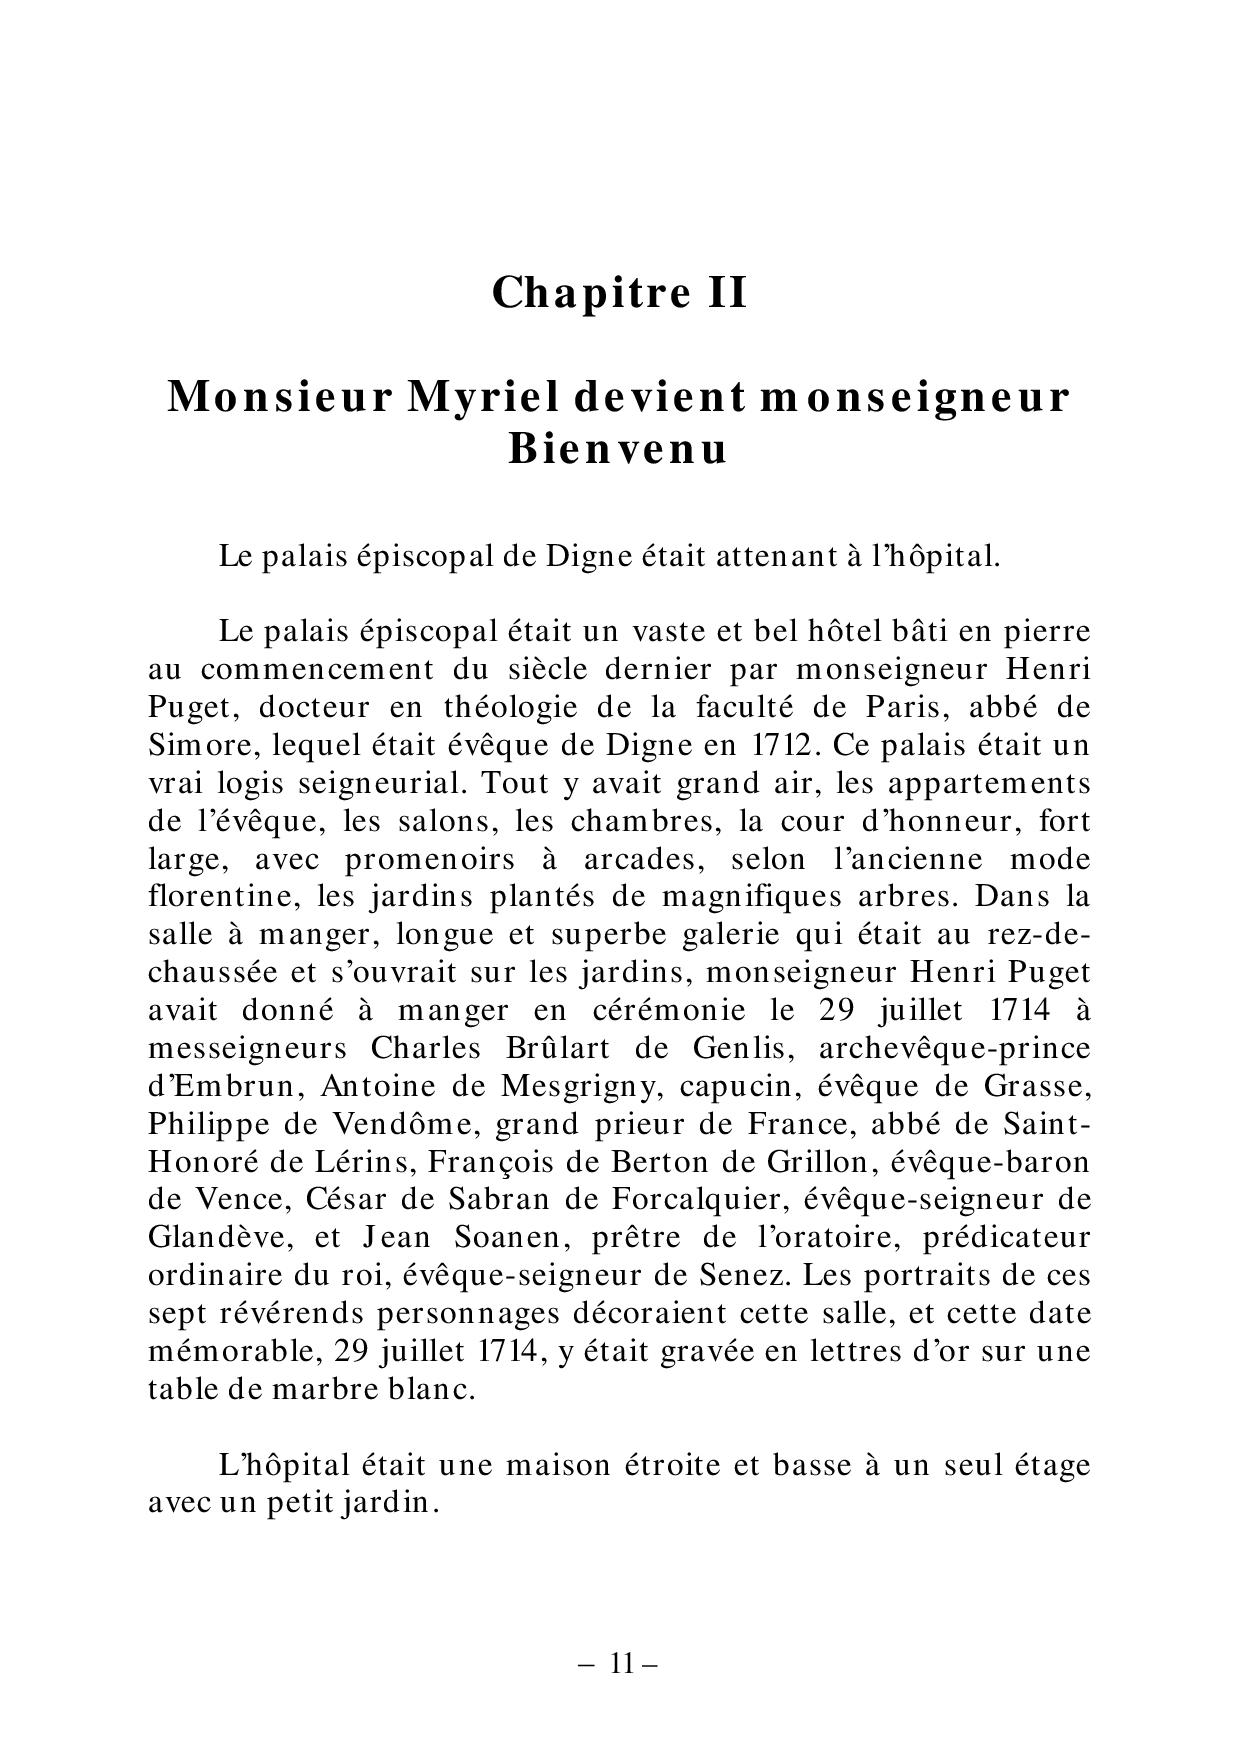 Chapitre II
Monsieur Myriel devient monseigneur
Bienvenu
Le palais épiscopal de Digne était attenant à l’hôpital.
Le palais épiscopal était un vaste et bel hôtel bâti en pierre
au commencement du siècle dernier par monseigneur Henri
Puget, docteur en théologie de la faculté de Paris, abbé de
Simore, lequel était évêque de Digne en 1712. Ce palais était un
vrai logis seigneurial. Tout y avait grand air, les appartements
de l’évêque, les salons, les chambres, la cour d’honneur, fort
large, avec promenoirs à arcades, selon l’ancienne mode
florentine, les jardins plantés de magnifiques arbres. Dans la
salle à manger, longue et superbe galerie qui était au rez-de-
chaussée et s’ouvrait sur les jardins, monseigneur Henri Puget
avait donné à manger en cérémonie le 29 juillet 1714 à
messeigneurs Charles Brûlart de Genlis, archevêque-prince
d’Embrun, Antoine de Mesgrigny, capucin, évêque de Grasse,
Philippe de Vendôme, grand prieur de France, abbé de Saint-
Honoré de Lérins, François de Berton de Grillon, évêque-baron
de Vence, César de Sabran de Forcalquier, évêque-seigneur de
Glandève, et Jean Soanen, prêtre de l’oratoire, prédicateur
ordinaire du roi, évêque-seigneur de Senez. Les portraits de ces
sept révérends personnages décoraient cette salle, et cette date
mémorable, 29 juillet 1714, y était gravée en lettres d’or sur une
table de marbre blanc.
L’hôpital était une maison étroite et basse à un seul étage
avec un petit jardin.
– 11 –